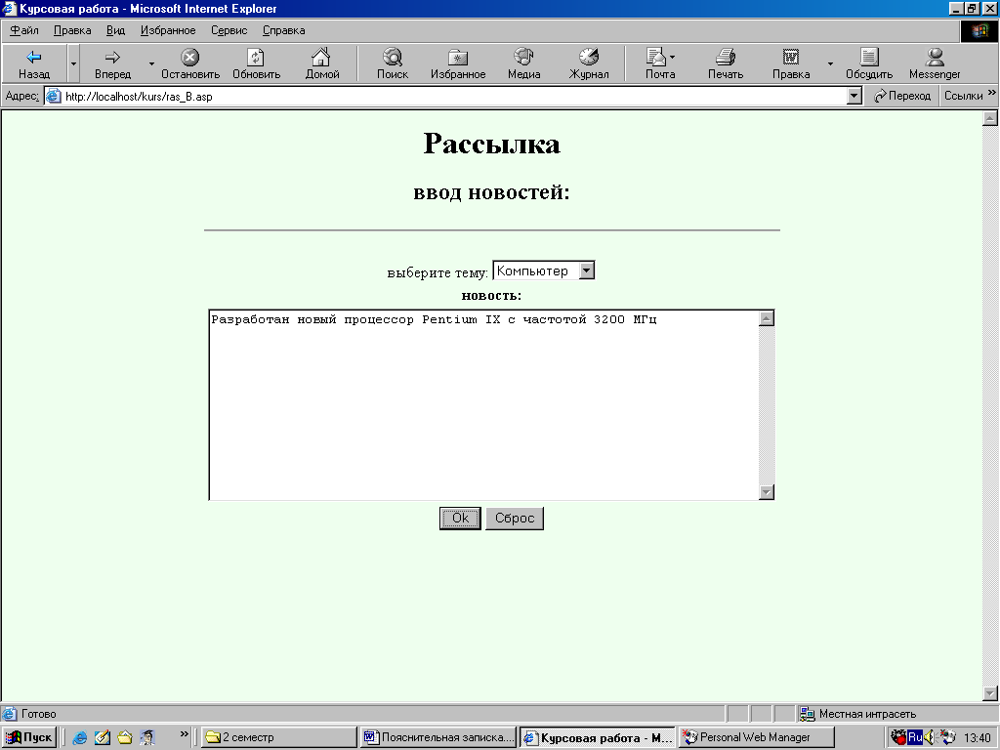 Курсовая работа - Microsoft Internet Explorer
Файл Правка Вид Избранное Сервис Справка
Назад Вперед Остановить Обновить Домой Поиск Избранное Медиа Журнал Почта Печать Правка Обсудить Messenger
Адрес: http://localhost/kurs/ras_B.asp Переход Ссылки »
Рассылка
ввод новостей:
выберите тему: Компьютер
новость:
Разработан новый процессор Pentium IX с частотой 3200 МГц
Ok Сброс
Готово Местная интрасеть
Пуск » 2 семестр Пояснительная записка.... Курсовая работа - М... Personal Web Manager Ru 13:40